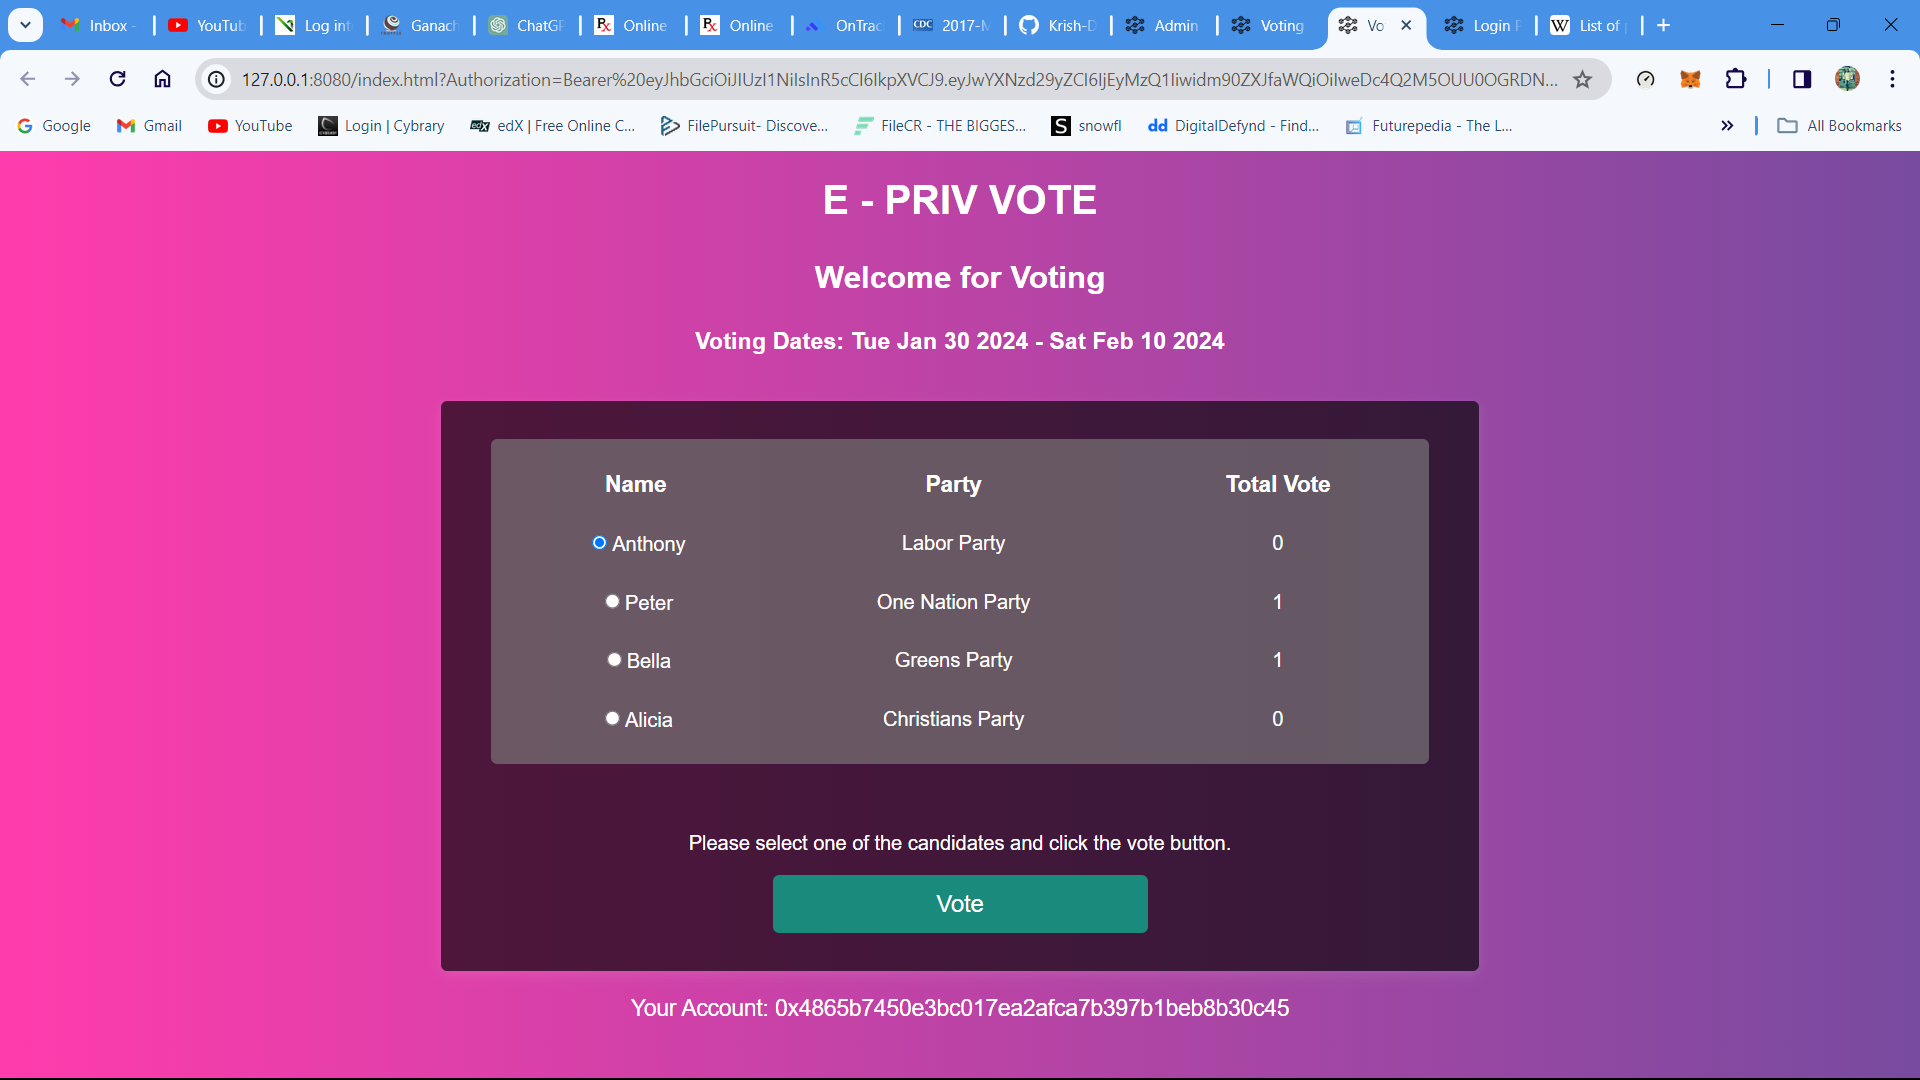 Inbox -
YouTub
Log int
Ganach
ChatGP
Online
Online
OnTrac
CDC 2017-M
Krish-D
Admin
Voting
Vo
Login P
W List of
127.0.0.1:8080/index.html?Authorization=Bearer%20eyJhbGciOiJIUzI1NiIsInR5cCI6IkpXVCJ9.eyJwYXNzd29yZCI6IjEyMzQ1Iiwidm90ZXJfaWQiOiIweDc4Q2M5OUU0OGRDN...
Google
Gmail
YouTube
Login | Cybrary
edX | Free Online C...
FilePursuit- Discove...
FileCR - THE BIGGES...
S snowfl
dd DigitalDefynd - Find...
Futurepedia - The L...
All Bookmarks
E - PRIV VOTE
Welcome for Voting
Voting Dates: Tue Jan 30 2024 - Sat Feb 10 2024
Name Party Total Vote
Anthony Labor Party 0
Peter One Nation Party 1
Bella Greens Party 1
Alicia Christians Party 0
Please select one of the candidates and click the vote button.
Vote
Your Account: 0x4865b7450e3bc017ea2afca7b397b1beb8b30c45